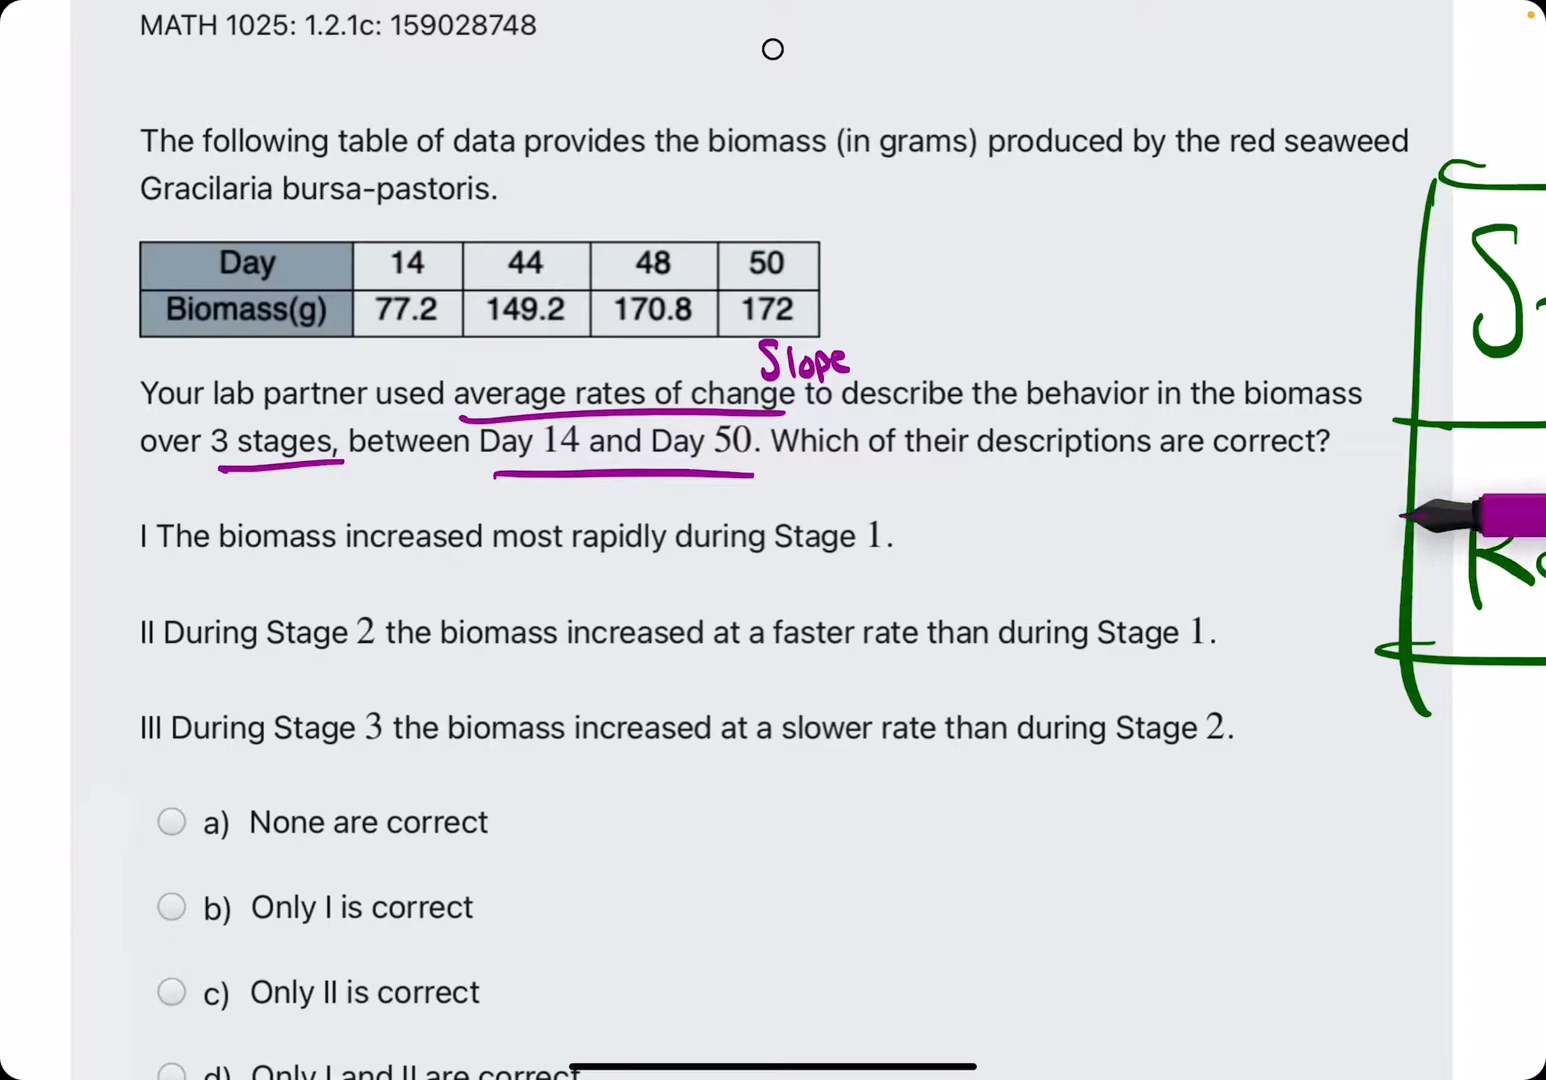 MATH 1025: 1.2.1c: 159028748
The following table of data provides the biomass (in grams) produced by the red seaweed
Gracilaria bursa-pastoris.
Day 14 44 48 50
Biomass(g) 77.2 149.2 170.8 172
Slope
Your lab partner used average rates of change to describe the behavior in the biomass
over 3 stages, between Day 14 and Day 50. Which of their descriptions are correct?
I The biomass increased most rapidly during Stage 1.
II During Stage 2 the biomass increased at a faster rate than during Stage 1.
III During Stage 3 the biomass increased at a slower rate than during Stage 2.
a) None are correct
b) Only I is correct
c) Only II is correct
d) Only I and II are correct